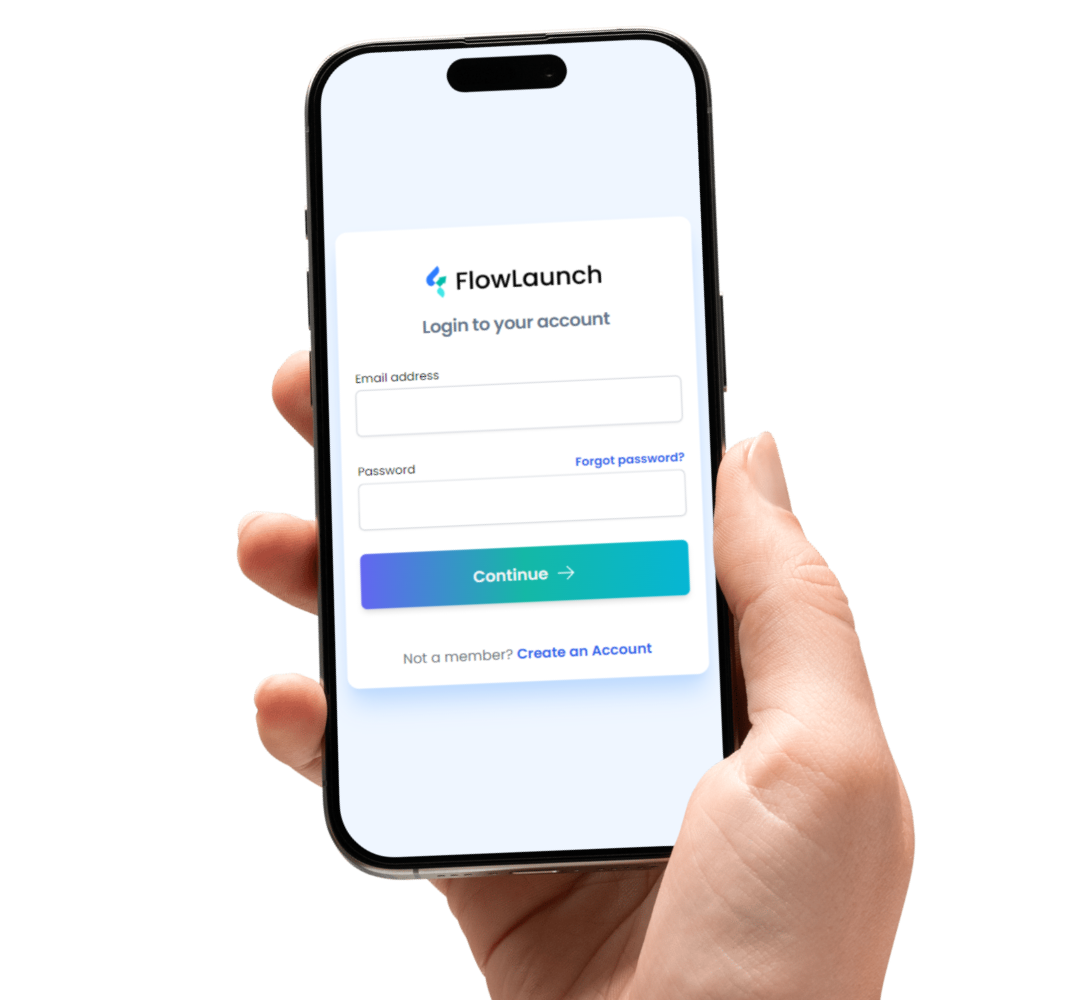 FlowLaunch
Login to your account
Email address
Password
Forgot password?
Continue →
Not a member? Create an Account